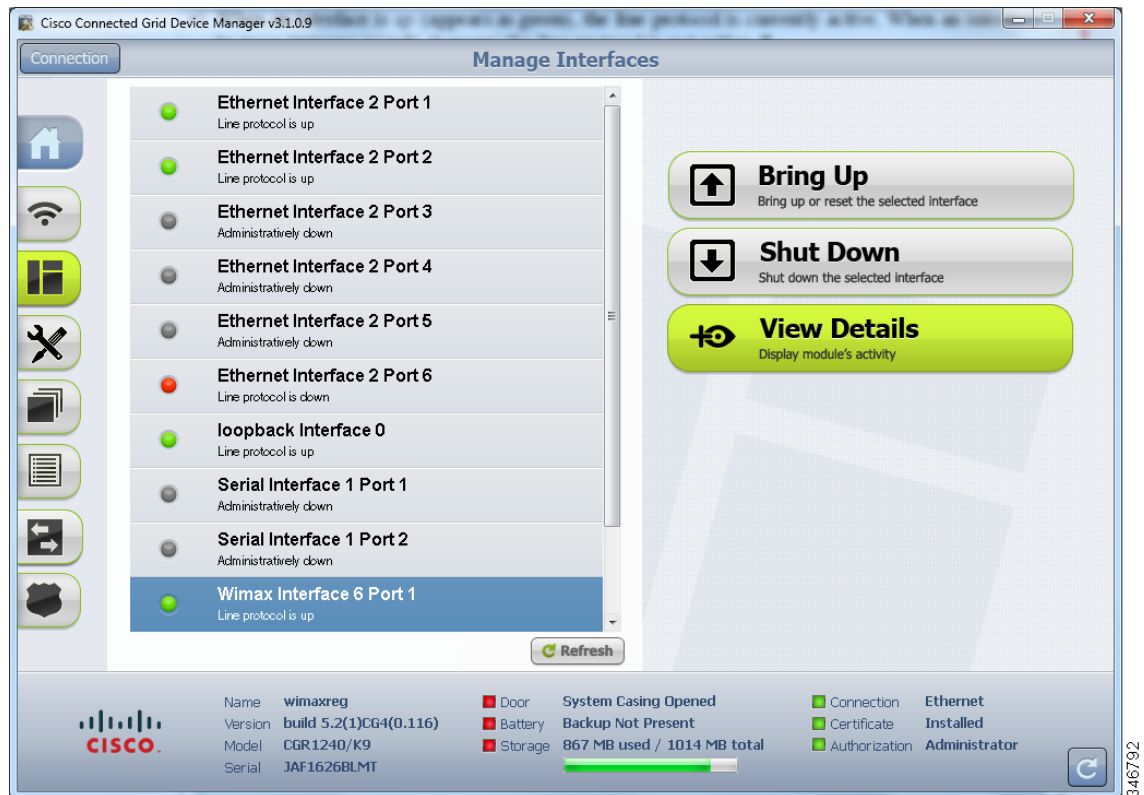 Cisco Connected Grid Device Manager v3.1.0.9
Connection
Manage Interfaces
Ethernet Interface 2 Port 1
Line protocol is up
Ethernet Interface 2 Port 2
Line protocol is up
Ethernet Interface 2 Port 3
Administratively down
Ethernet Interface 2 Port 4
Administratively down
Ethernet Interface 2 Port 5
Administratively down
Ethernet Interface 2 Port 6
Line protocol is down
loopback Interface 0
Line protocol is up
Serial Interface 1 Port 1
Administratively down
Serial Interface 1 Port 2
Administratively down
Wimax Interface 6 Port 1
Line protocol is up
Refresh
Bring Up
Bring up or reset the selected interface
Shut Down
Shut down the selected interface
View Details
Display module's activity
CISCO.
Name wimaxreg
Version build 5.2(1)CG4(0.116)
Model CGR1240/K9
Serial JAF1626BLMT
Door System Casing Opened
Battery Backup Not Present
Storage 867 MB used / 1014 MB total
Connection Ethernet
Certificate Installed
Authorization Administrator
346792